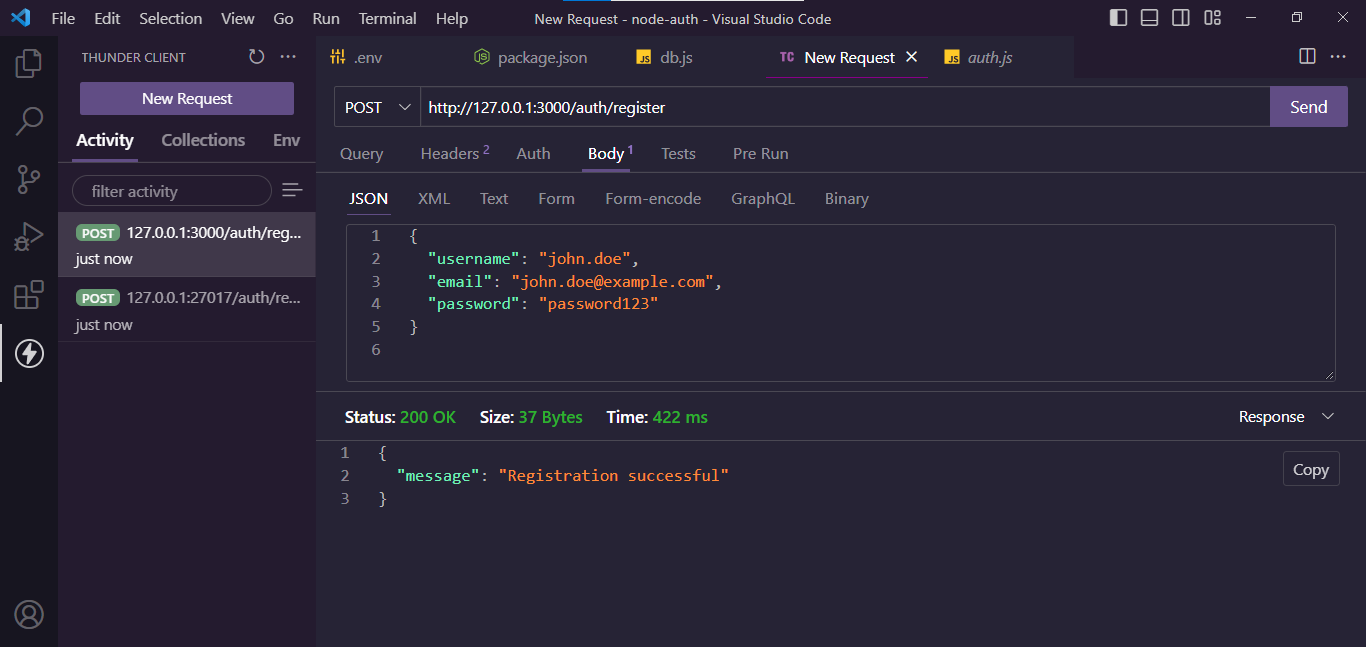 File Edit Selection View Go Run Terminal Help New Request - node-auth - Visual Studio Code
THUNDER CLIENT
New Request
Activity Collections Env
filter activity
POST 127.0.0.1:3000/auth/reg...
just now
POST 127.0.0.1:27017/auth/re...
just now
.env package.json JS db.js TC New Request JS auth.js
POST http://127.0.0.1:3000/auth/register Send
Query Headers 2 Auth Body 1 Tests Pre Run
JSON XML Text Form Form-encode GraphQL Binary
1 {
2 "username": "john.doe",
3 "email": "john.doe@example.com",
4 "password": "password123"
5 }
6
Status: 200 OK Size: 37 Bytes Time: 422 ms Response
1 {
2 "message": "Registration successful"
3 }
Copy